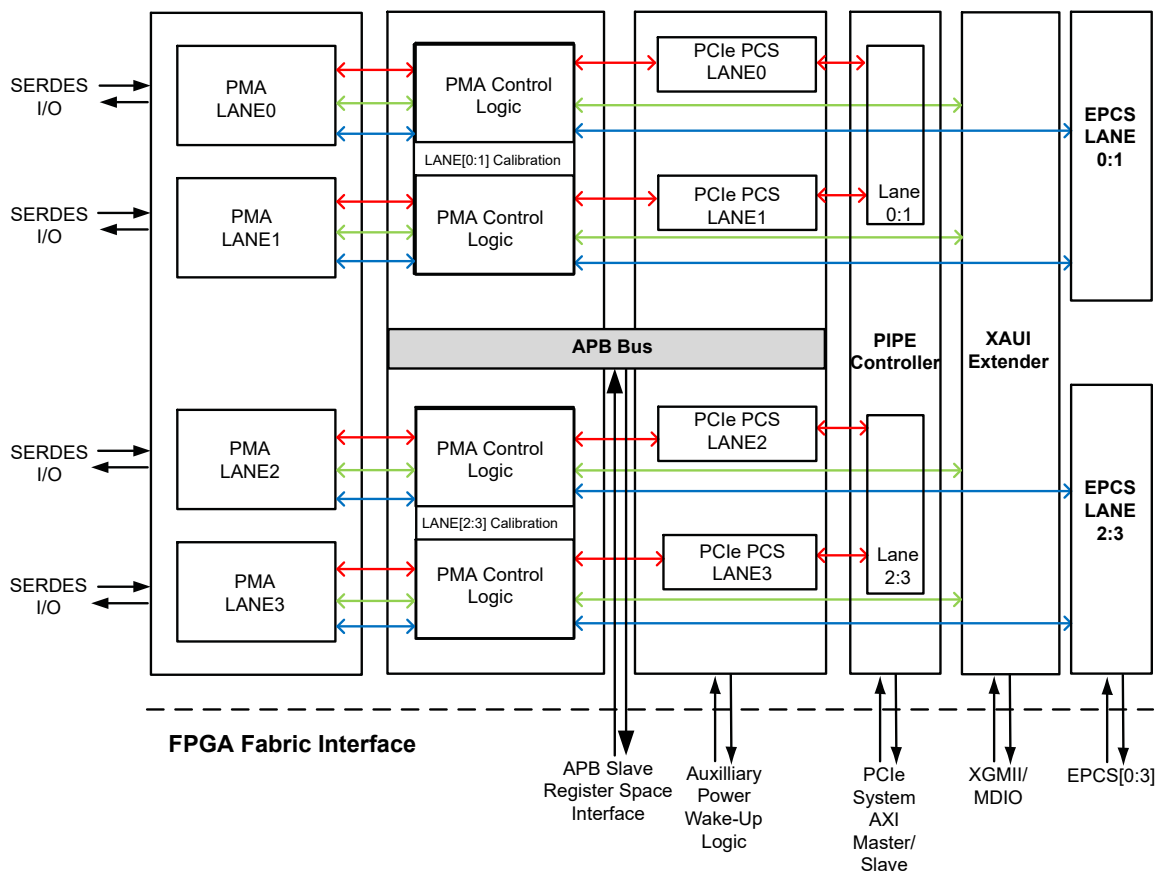 SERDES
I/O
PMA
LANE0
PMA Control
Logic
PCIe PCS
LANE0
EPCS
LANE
0:1
LANE[0:1] Calibration
SERDES
I/O
PMA
LANE1
PMA Control
Logic
PCIe PCS
LANE1
Lane
0:1
APB Bus
PIPE
Controller
XAUI
Extender
SERDES
I/O
PMA
LANE2
PMA Control
Logic
PCIe PCS
LANE2
EPCS
LANE
2:3
LANE[2:3] Calibration
SERDES
I/O
PMA
LANE3
PMA Control
Logic
PCIe PCS
LANE3
Lane
2:3
FPGA Fabric Interface
APB Slave
Register Space
Interface
Auxilliary
Power
Wake-Up
Logic
PCIe
System
AXI
Master/
Slave
XGMII/
MDIO
EPCS[0:3]